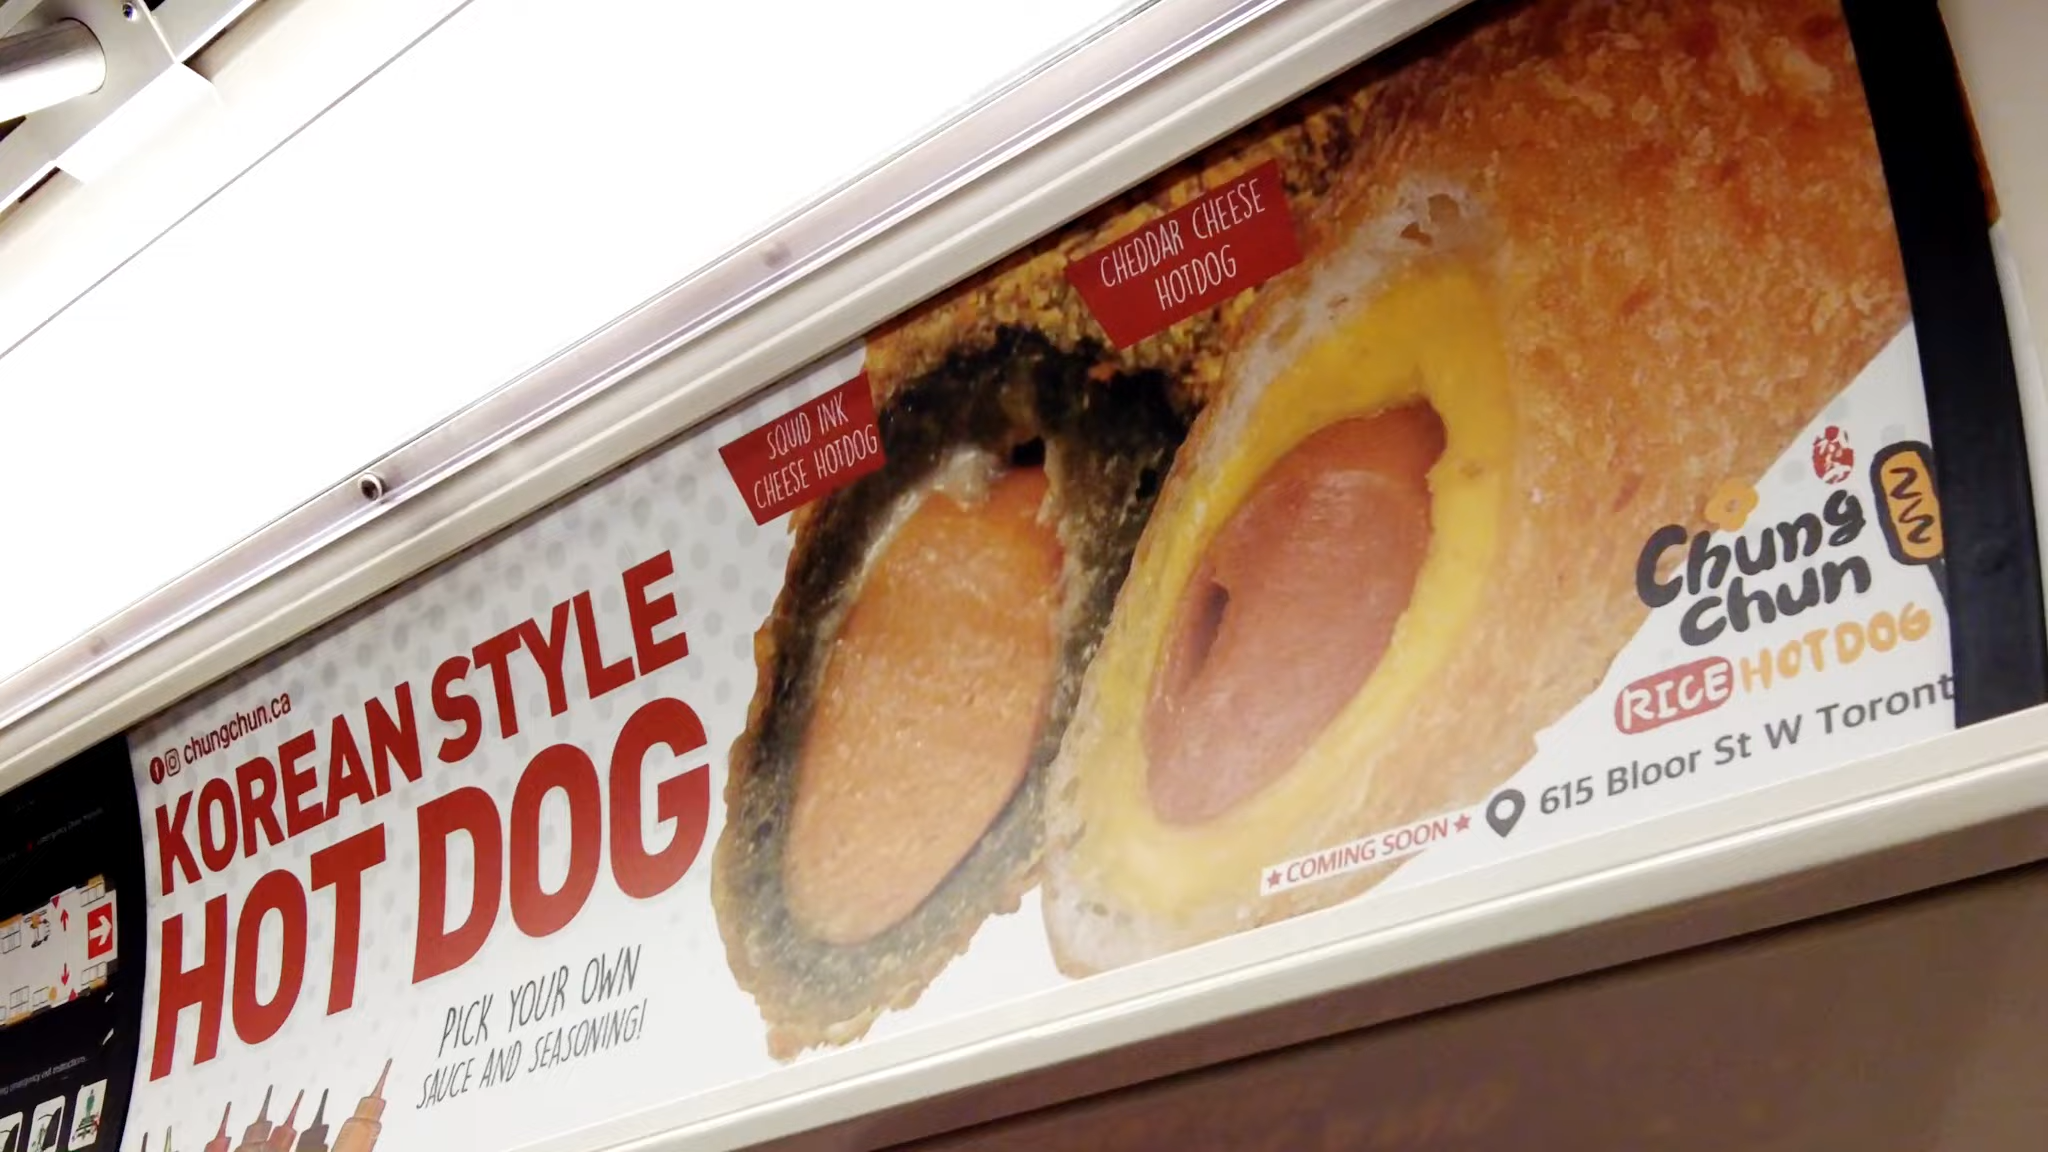 chungchun.ca
KOREAN STYLE
HOT DOG
PICK YOUR OWN
SAUCE AND SEASONING!
SQUID INK
CHEESE HOTDOG
CHEDDAR CHEESE
HOTDOG
Chung
Chun
RICE HOTDOG
★COMING SOON★
615 Bloor St W Toront